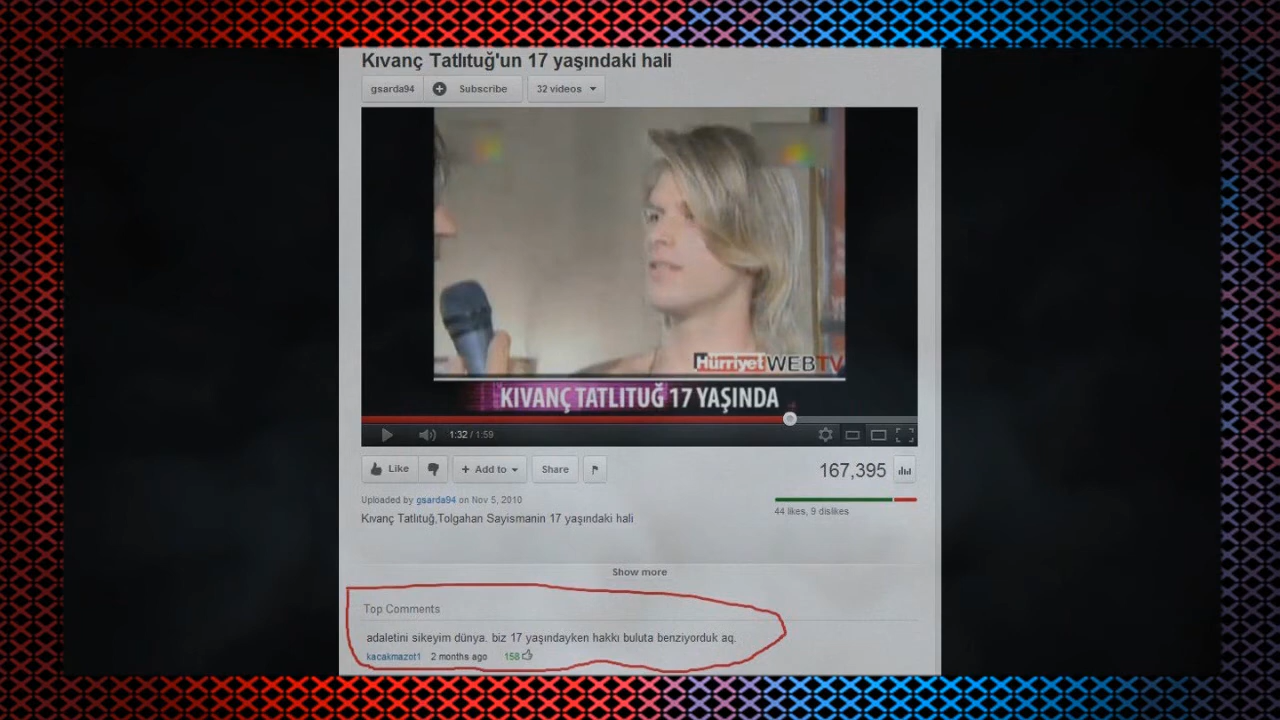 Kıvanç Tatlıtuğ'un 17 yaşındaki hali
gsarda94 Subscribe 32 videos
Hürriyet WEBTV
KIVANÇ TATLITUĞ 17 YAŞINDA
1:32 / 1:59
Like Add to Share 167,395
Uploaded by gsarda94 on Nov 5, 2010
44 likes, 9 dislikes
Kıvanç Tatlıtuğ,Tolgahan Sayismanin 17 yaşındaki hali
Show more
Top Comments
adaletini sikeyim dünya. biz 17 yaşındayken hakkı buluta benziyorduk aq.
kacakmazot1 2 months ago 158